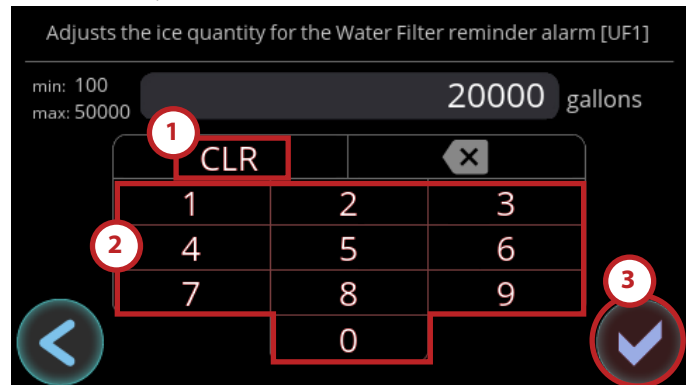 Adjusts the ice quantity for the Water Filter reminder alarm [UF1]
min: 100
max: 50000
20000 gallons
1
CLR
1 2 3
2
4 5 6
3
7 8 9
0